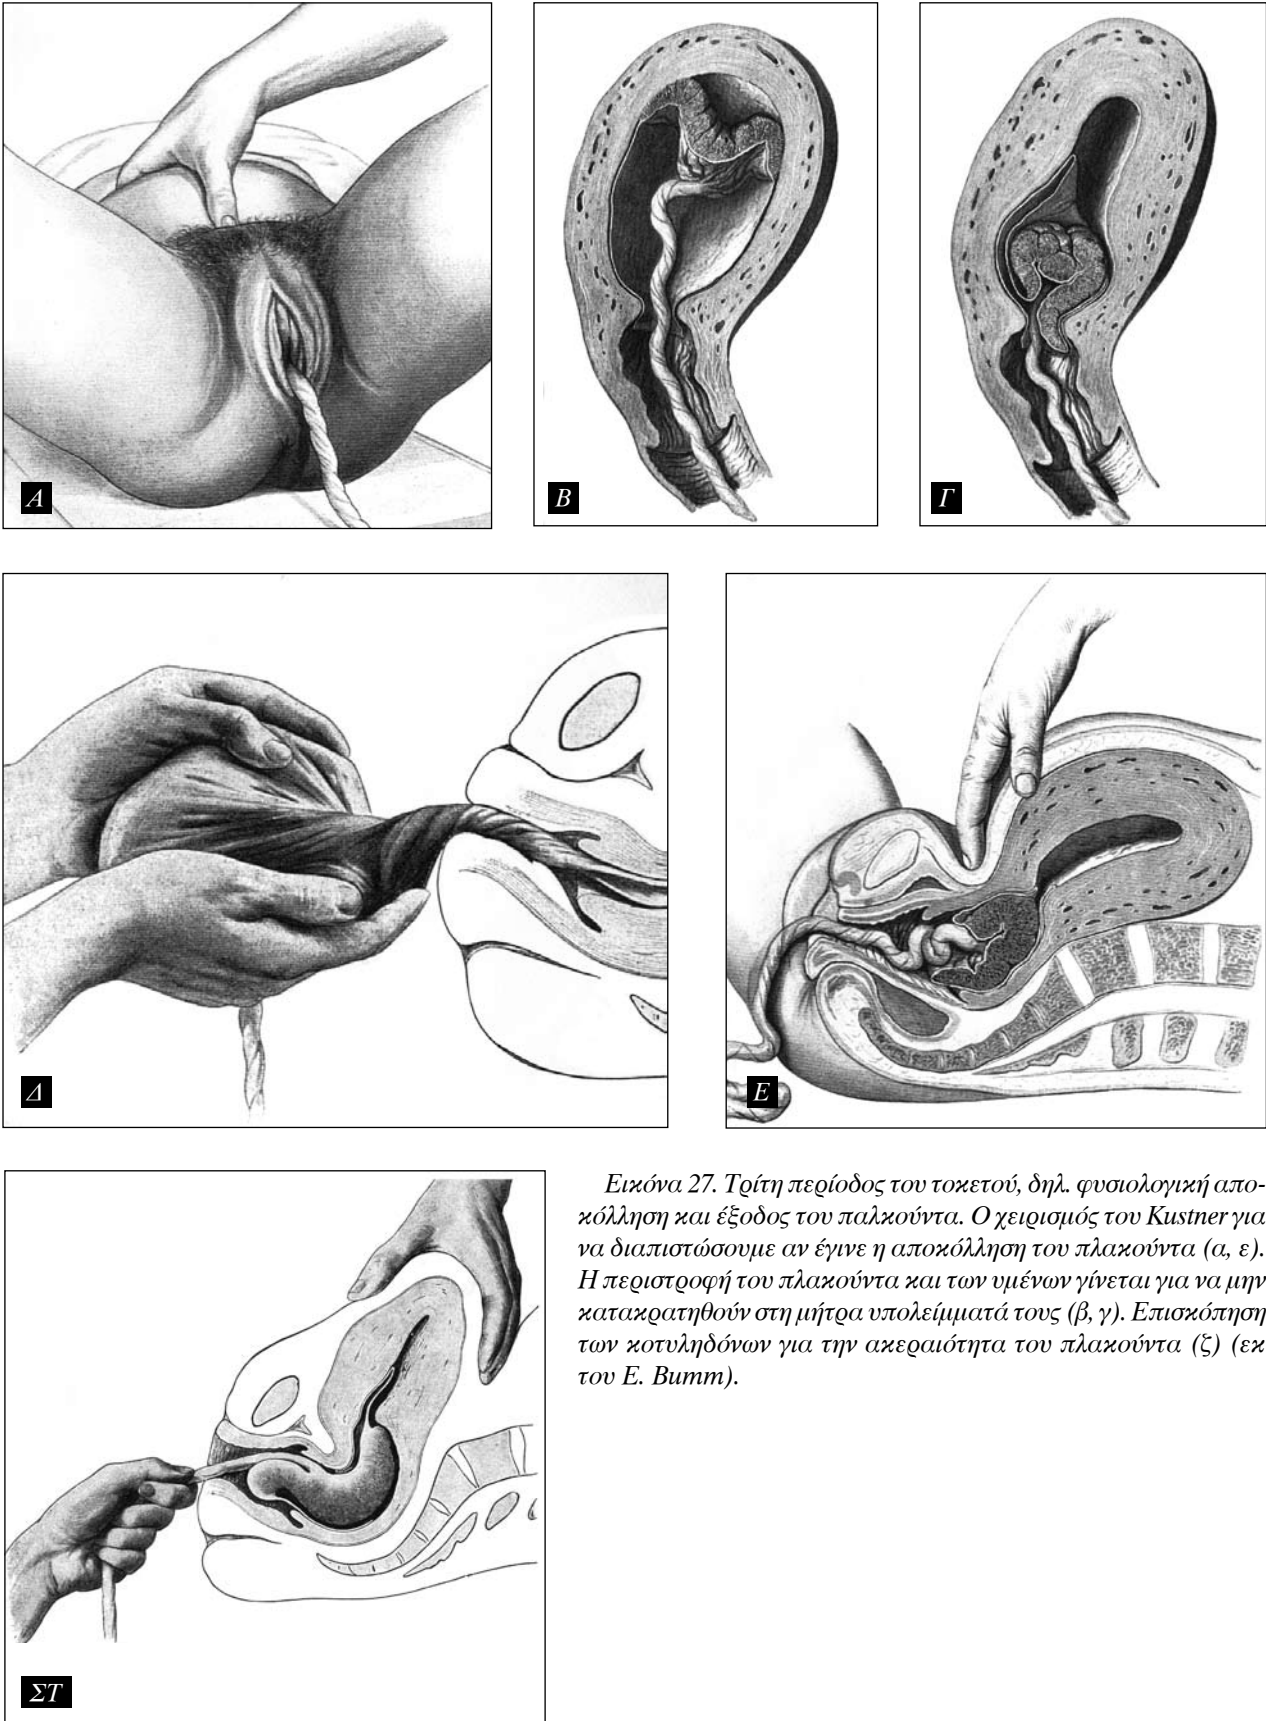 Α
Β
Γ
Δ
Ε
ΣΤ
Εικόνα 27. Τρίτη περίοδος του τοκετού, δηλ. φυσιολογική απο-
κόλληση και έξοδος του παλκούντα. Ο χειρισμός του Kustner για
να διαπιστώσουμε αν έγινε η αποκόλληση του πλακούντα (α, ε).
Η περιστροφή του πλακούντα και των υμένων γίνεται για να μην
κατακρατηθούν στη μήτρα υπολείμματά τους (β, γ). Επισκόπηση
των κοτυληδόνων για την ακεραιότητα του πλακούντα (ζ) (εκ
του E. Bumm).